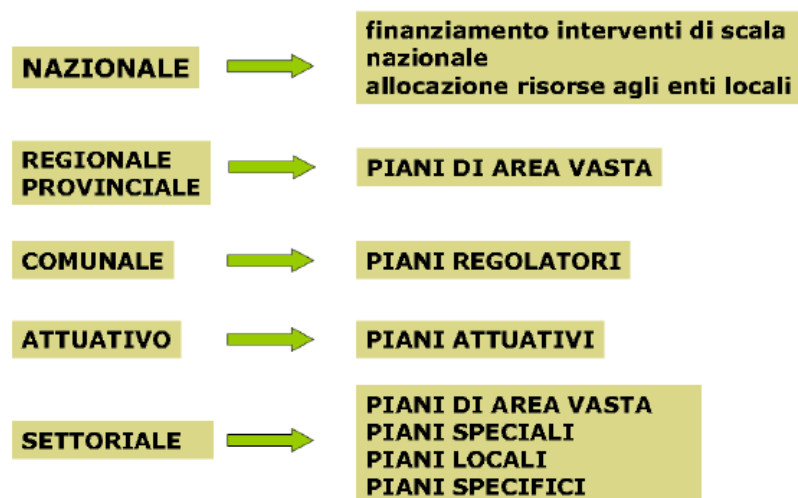 NAZIONALE
finanziamento interventi di scala
nazionale
allocazione risorse agli enti locali
REGIONALE
PROVINCIALE
PIANI DI AREA VASTA
COMUNALE
PIANI REGOLATORI
ATTUATIVO
PIANI ATTUATIVI
SETTORIALE
PIANI DI AREA VASTA
PIANI SPECIALI
PIANI LOCALI
PIANI SPECIFICI